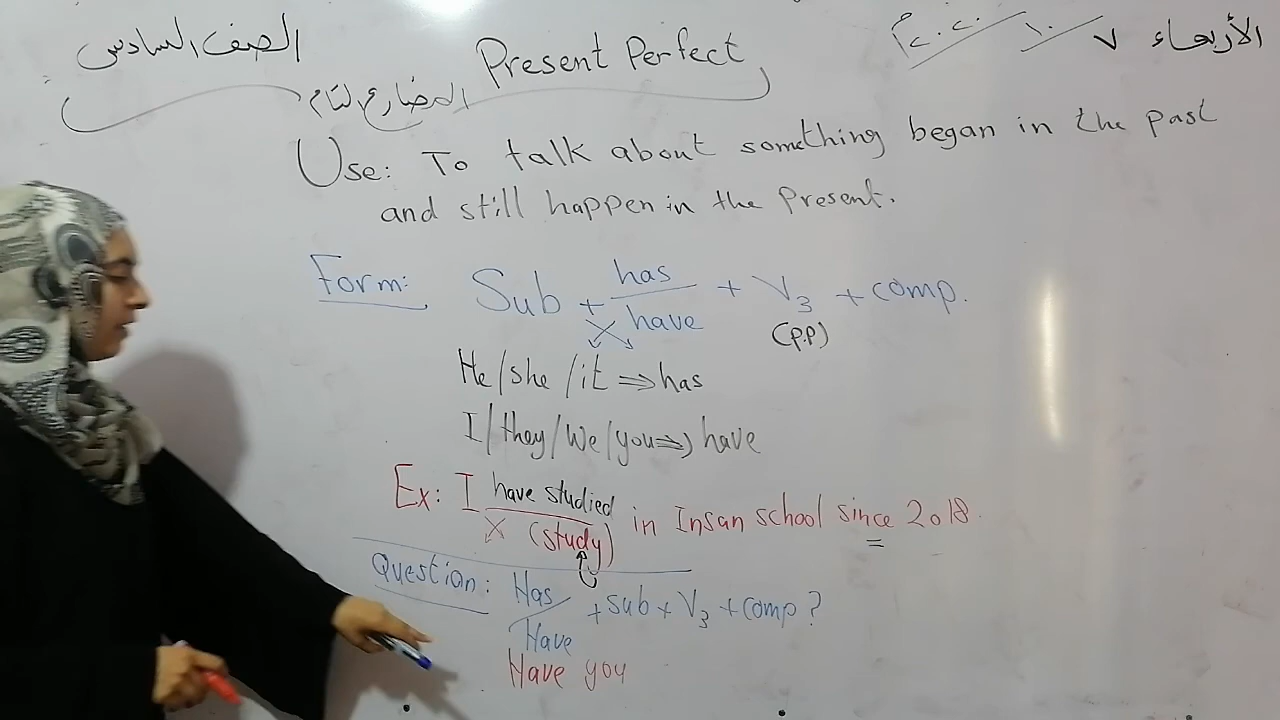 الصف السادس
Present Perfect
الأربعاء ٧ / ١٠ / ٢٠٢٠م
المضارع التام
Use: To talk about something began in the past
and still happen in the present.
Form: Sub + has / have + V3 + comp.
(p.p)
He/she/it ⇒ has
I/they/We/you ⇒ have
Ex: I have studied in Insan school since 2018.
(study)
Question: Has / Have + sub + V3 + comp?
Have you